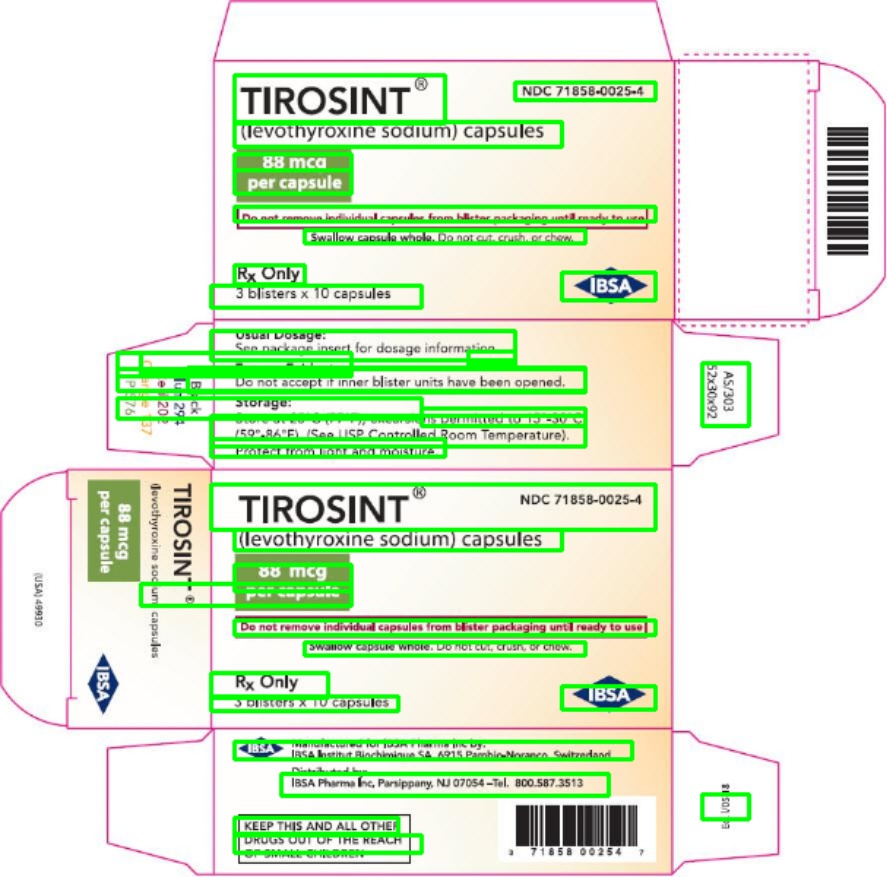 TIROSINT®
NDC 71858-0025-4
(levothyroxine sodium) capsules
88 mcg
per capsule
Do not remove individual capsules from blister packaging until ready to use
Swallow capsule whole. Do not cut, crush, or chew.
Rx Only
3 blisters x 10 capsules
IBSA
Usual Dosage:
See package insert for dosage information
Do not accept if inner blister units have been opened.
Storage:
excursions permitted to 15°-30°C
(59°-86°F). (See USP Controlled Room Temperature).
Protect from light and moisture.
Black
AS/303
52x30x92
TIROSINT®
NDC 71858-0025-4
(levothyroxine sodium) capsules
88 mcg
per capsule
Do not remove individual capsules from blister packaging until ready to use
Swallow capsule whole. Do not cut, crush, or chew.
Rx Only
3 blisters x 10 capsules
IBSA
TIROSINT®
(levothyroxine sodium capsules
88 mcg
per capsule
IBSA
(USA) 49930
IBSA
Manufactured for IBSA Pharma Inc by:
IBSA Institut Biochimique SA, 6915 Pambio-Noranco, Switzerland
Distributed by:
IBSA Pharma Inc, Parsippany, NJ 07054 –Tel. 800.587.3513
KEEP THIS AND ALL OTHER
DRUGS OUT OF THE REACH
OF SMALL CHILDREN
3 71858 00254 7